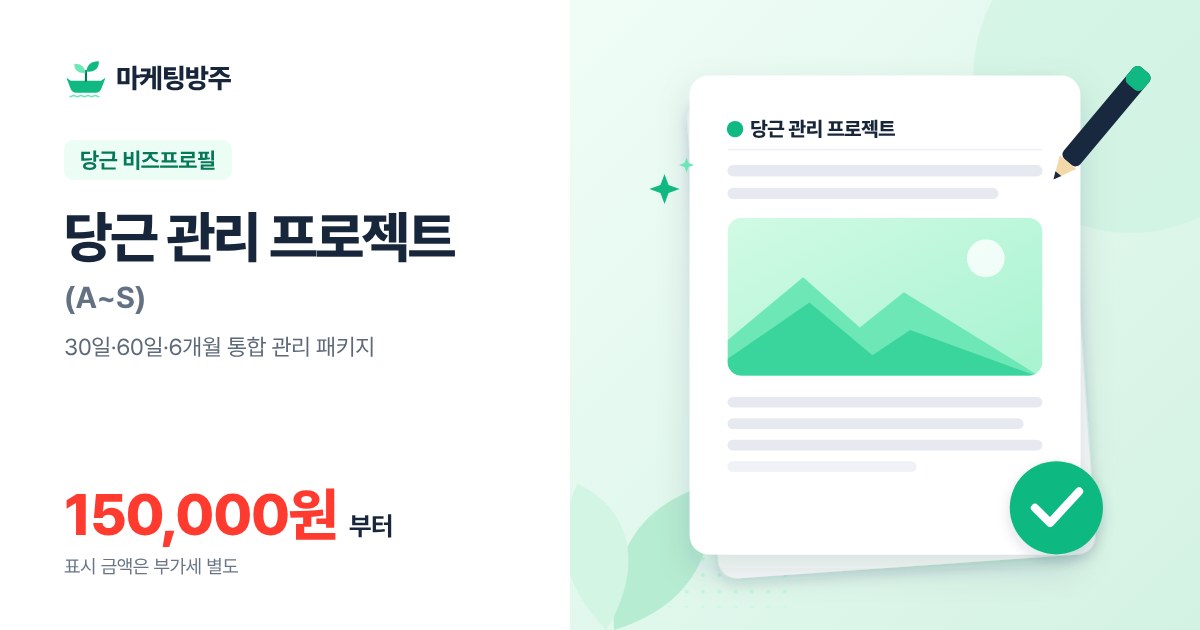 마케팅방주
당근 비즈프로필
당근 관리 프로젝트
(A~S)
30일·60일·6개월 통합 관리 패키지
150,000원 부터
표시 금액은 부가세 별도
당근 관리 프로젝트